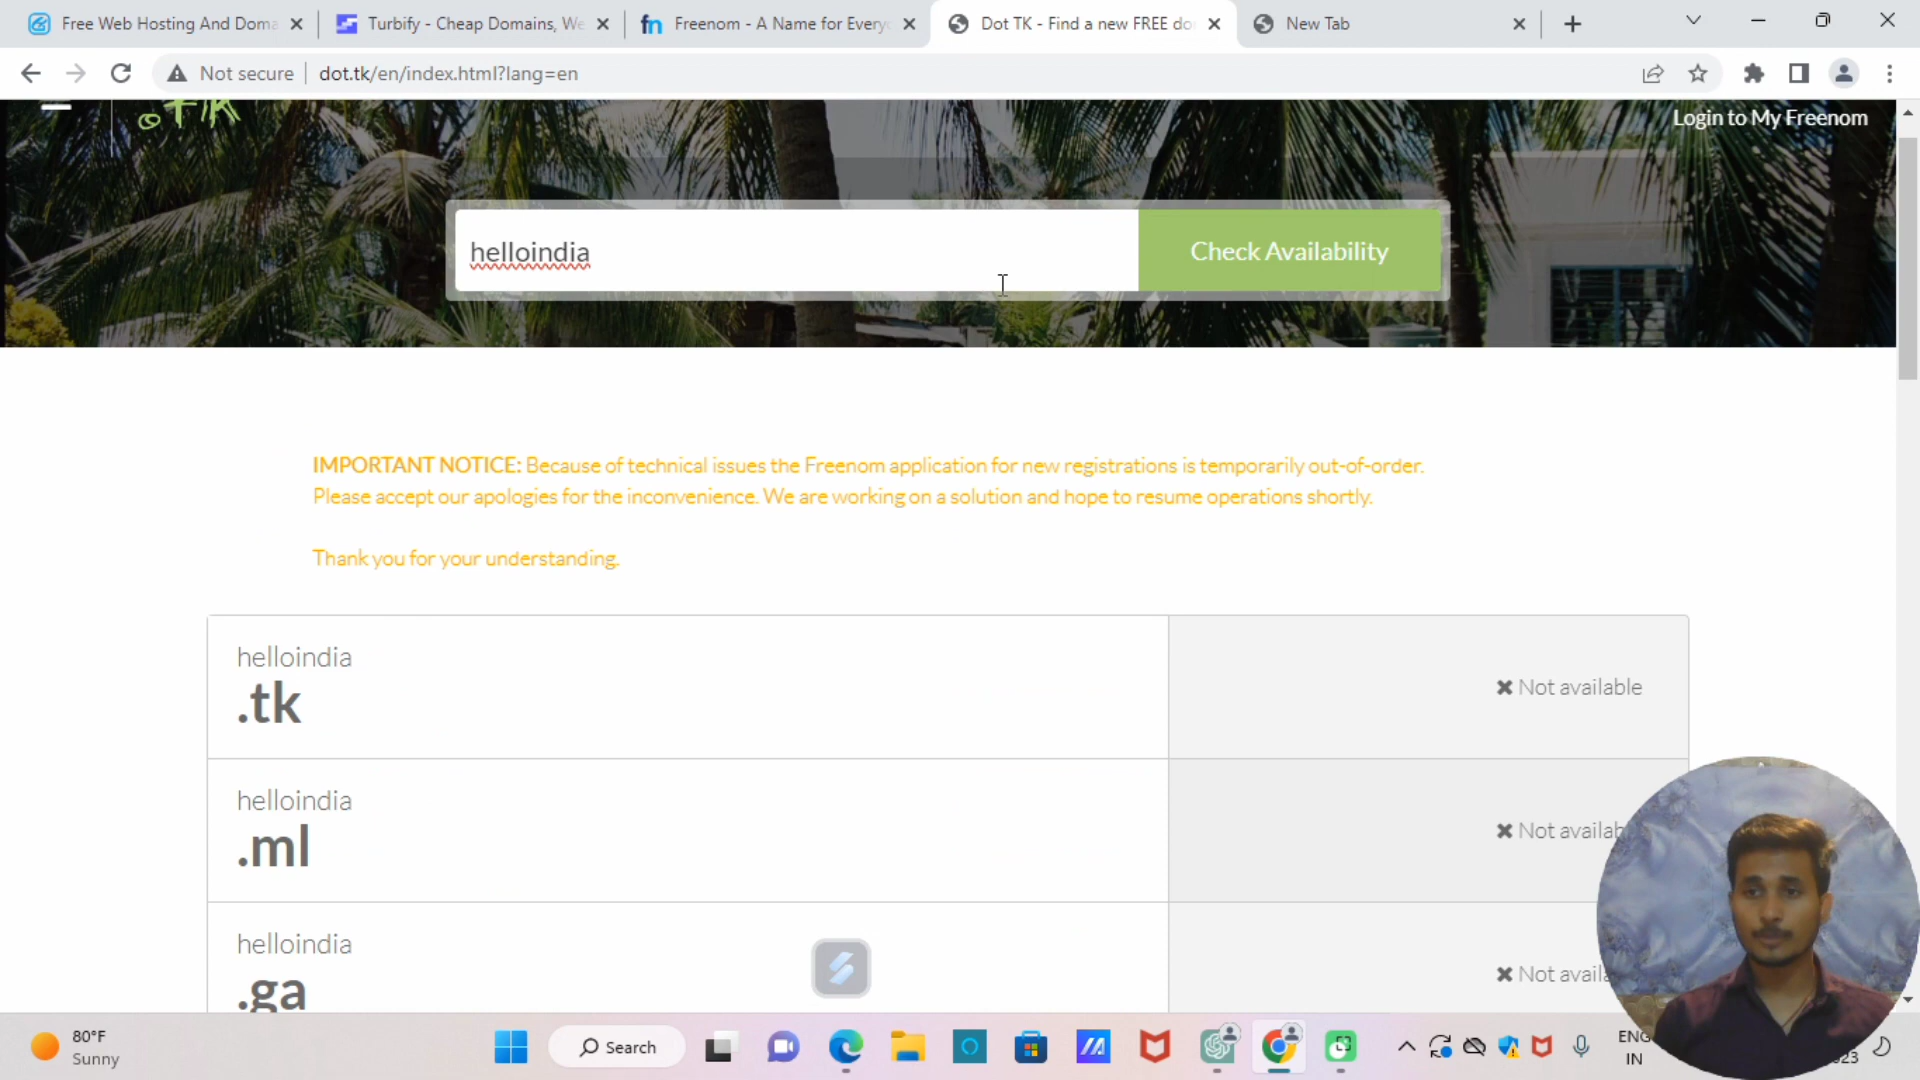 Free Web Hosting And Doma
Turbify - Cheap Domains, We
fn Freenom - A Name for Every
Dot TK - Find a new FREE do
New Tab
Not secure
dot.tk/en/index.html?lang=en
.TK
Login to My Freenom
helloindia
Check Availability
IMPORTANT NOTICE: Because of technical issues the Freenom application for new registrations is temporarily out-of-order.
Please accept our apologies for the inconvenience. We are working on a solution and hope to resume operations shortly.
Thank you for your understanding.
helloindia
.tk
Not available
helloindia
.ml
Not availab
helloindia
.ga
Not availa
80°F
Sunny
Search
ENG
IN
23